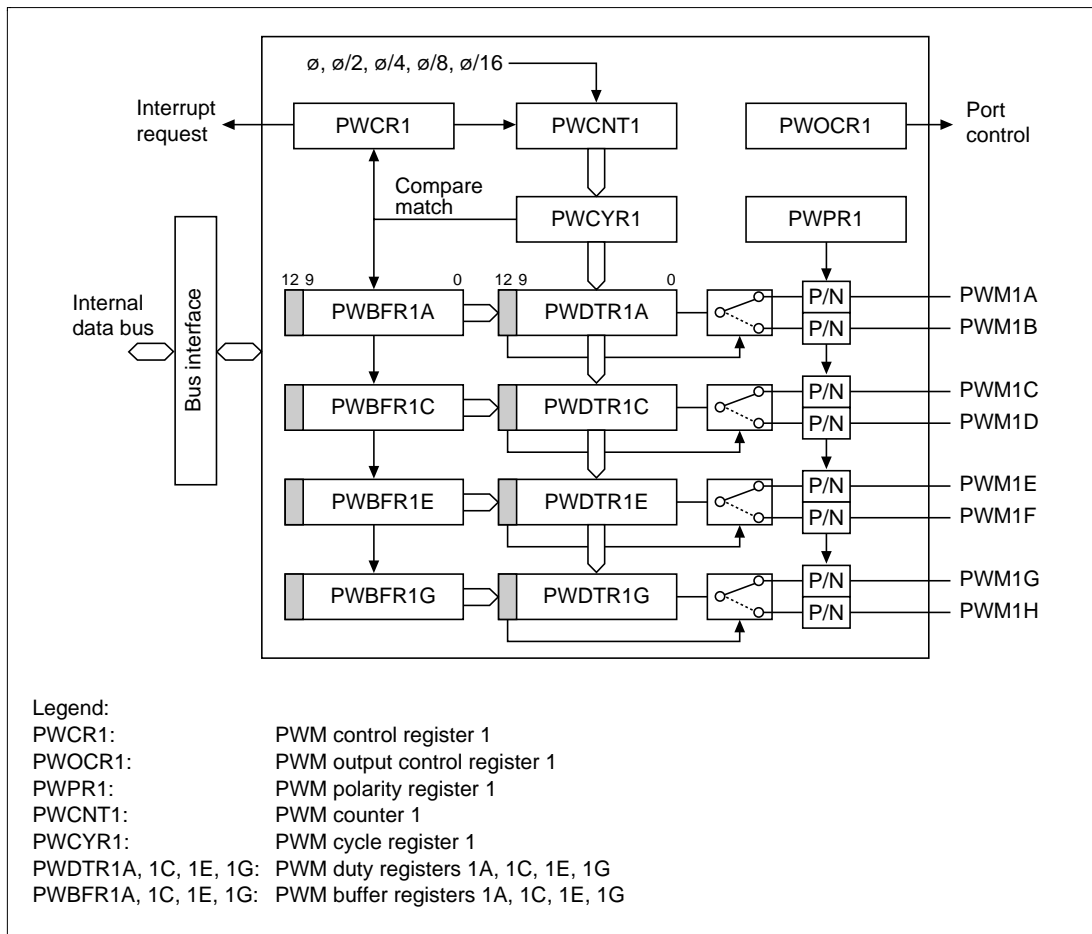 ø, ø/2, ø/4, ø/8, ø/16
Interrupt
request
PWCR1
PWCNT1
PWOCR1
Port
control
Compare
match
PWCYR1
PWPR1
Internal
data bus
Bus interface
12 9 0
12 9 0
PWBFR1A
PWDTR1A
P/N
PWM1A
P/N
PWM1B
PWBFR1C
PWDTR1C
P/N
PWM1C
P/N
PWM1D
PWBFR1E
PWDTR1E
P/N
PWM1E
P/N
PWM1F
PWBFR1G
PWDTR1G
P/N
PWM1G
P/N
PWM1H
Legend:
PWCR1: PWM control register 1
PWOCR1: PWM output control register 1
PWPR1: PWM polarity register 1
PWCNT1: PWM counter 1
PWCYR1: PWM cycle register 1
PWDTR1A, 1C, 1E, 1G: PWM duty registers 1A, 1C, 1E, 1G
PWBFR1A, 1C, 1E, 1G: PWM buffer registers 1A, 1C, 1E, 1G